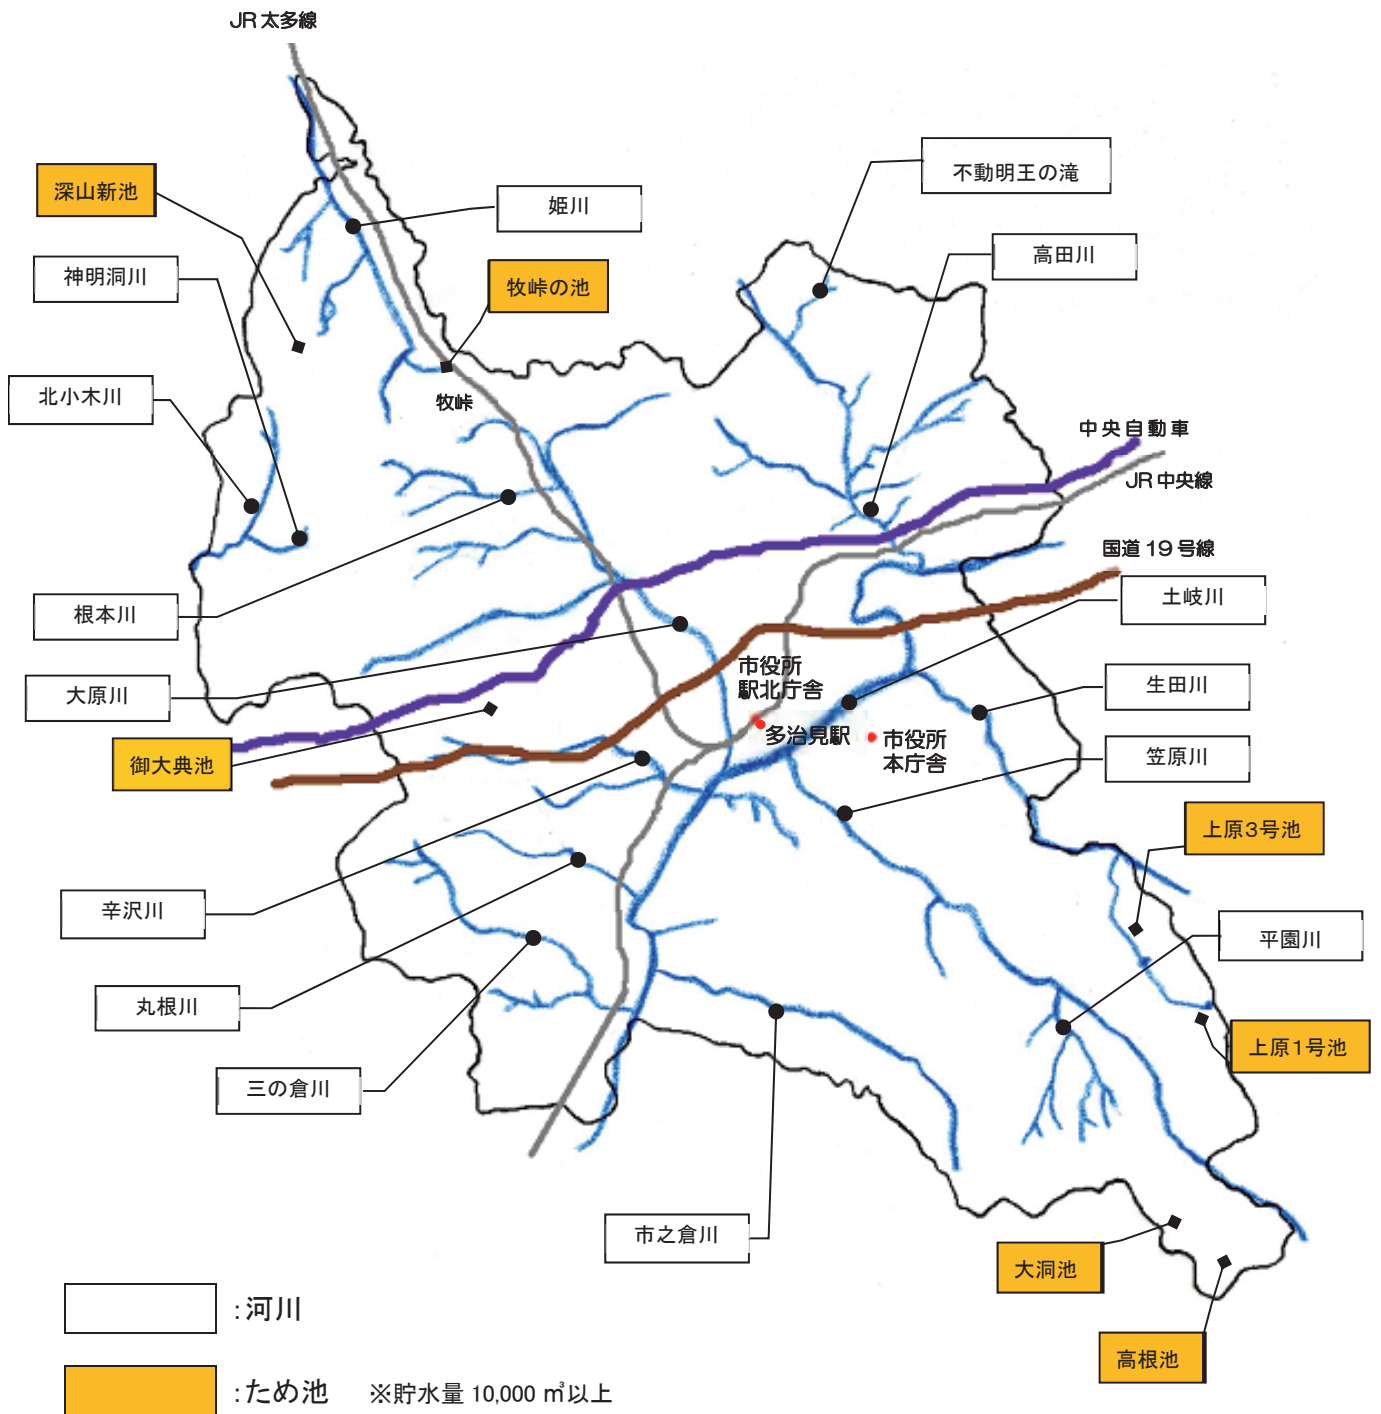 JR 太多線
不動明王の滝
深山新池
姫川
高田川
神明洞川
牧峠の池
北小木川
牧峠
中央自動車
JR 中央線
国道 19 号線
土岐川
根本川
市役所
駅北庁舎
大原川
生田川
多治見駅
市役所
本庁舎
御大典池
笠原川
上原3号池
辛沢川
平園川
丸根川
上原1号池
三の倉川
市之倉川
大洞池
高根池
:河川
:ため池 ※貯水量 10,000 ㎥以上